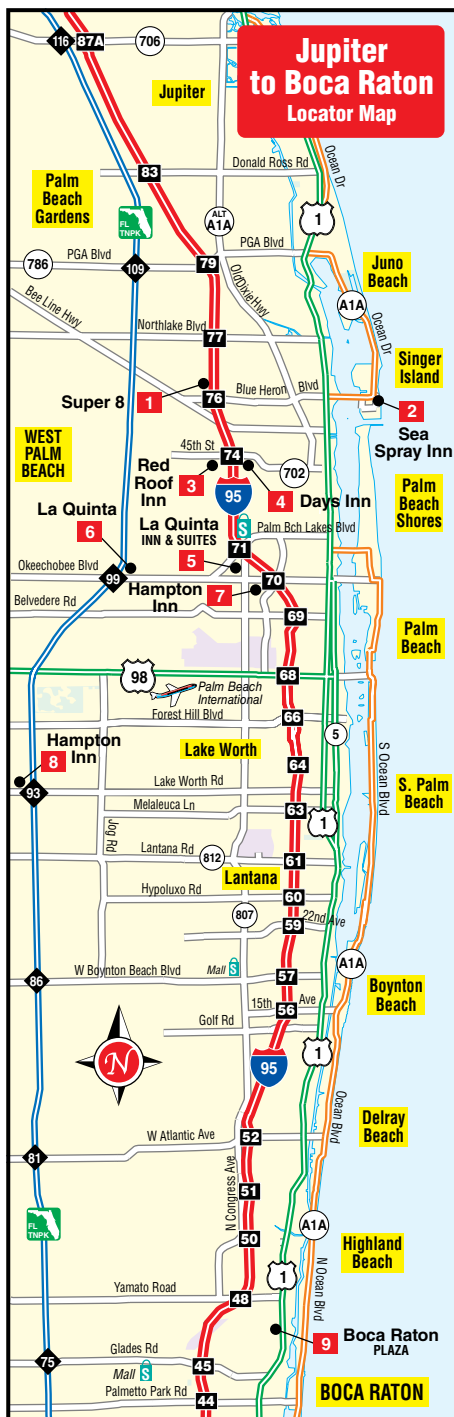 Jupiter
to Boca Raton
Locator Map
116
87A
706
Jupiter
Ocean Dr
Donald Ross Rd
83
Palm
Beach
Gardens
ALT
A1A
1
FL
TNPK
PGA Blvd
PGA Blvd
786
109
79
Old Dixie Hwy
Juno
Beach
A1A
Ocean Dr
Bee Line Hwy
Northlake Blvd
77
Singer
Island
Super 8
1
76
Blue Heron Blvd
2
Sea
Spray Inn
WEST
PALM
BEACH
45th St
74
702
Red
Roof
Inn
3
4
Days Inn
95
Palm
Beach
Shores
La Quinta
6
La Quinta
INN & SUITES
5
S
Palm Bch Lakes Blvd
71
Okeechobee Blvd
99
70
Hampton
Inn
7
Belvedere Rd
69
Palm
Beach
98
68
Palm Beach
International
Forest Hill Blvd
66
5
Hampton
Inn
8
Lake Worth
64
S Ocean Blvd
S. Palm
Beach
93
Lake Worth Rd
Melaleuca Ln
63
1
Jog Rd
Lantana Rd
812
61
Lantana
Hypoluxo Rd
60
807
22nd Ave
59
Mall
S
A1A
W Boynton Beach Blvd
86
57
Boynton
Beach
15th Ave
56
Golf Rd
N
95
1
Ocean Blvd
Delray
Beach
W Atlantic Ave
81
52
N Congress Ave
51
FL
TNPK
50
A1A
Highland
Beach
1
N Ocean Blvd
Yamato Road
48
9
Boca Raton
PLAZA
Glades Rd
75
Mall
S
45
Palmetto Park Rd
44
BOCA RATON